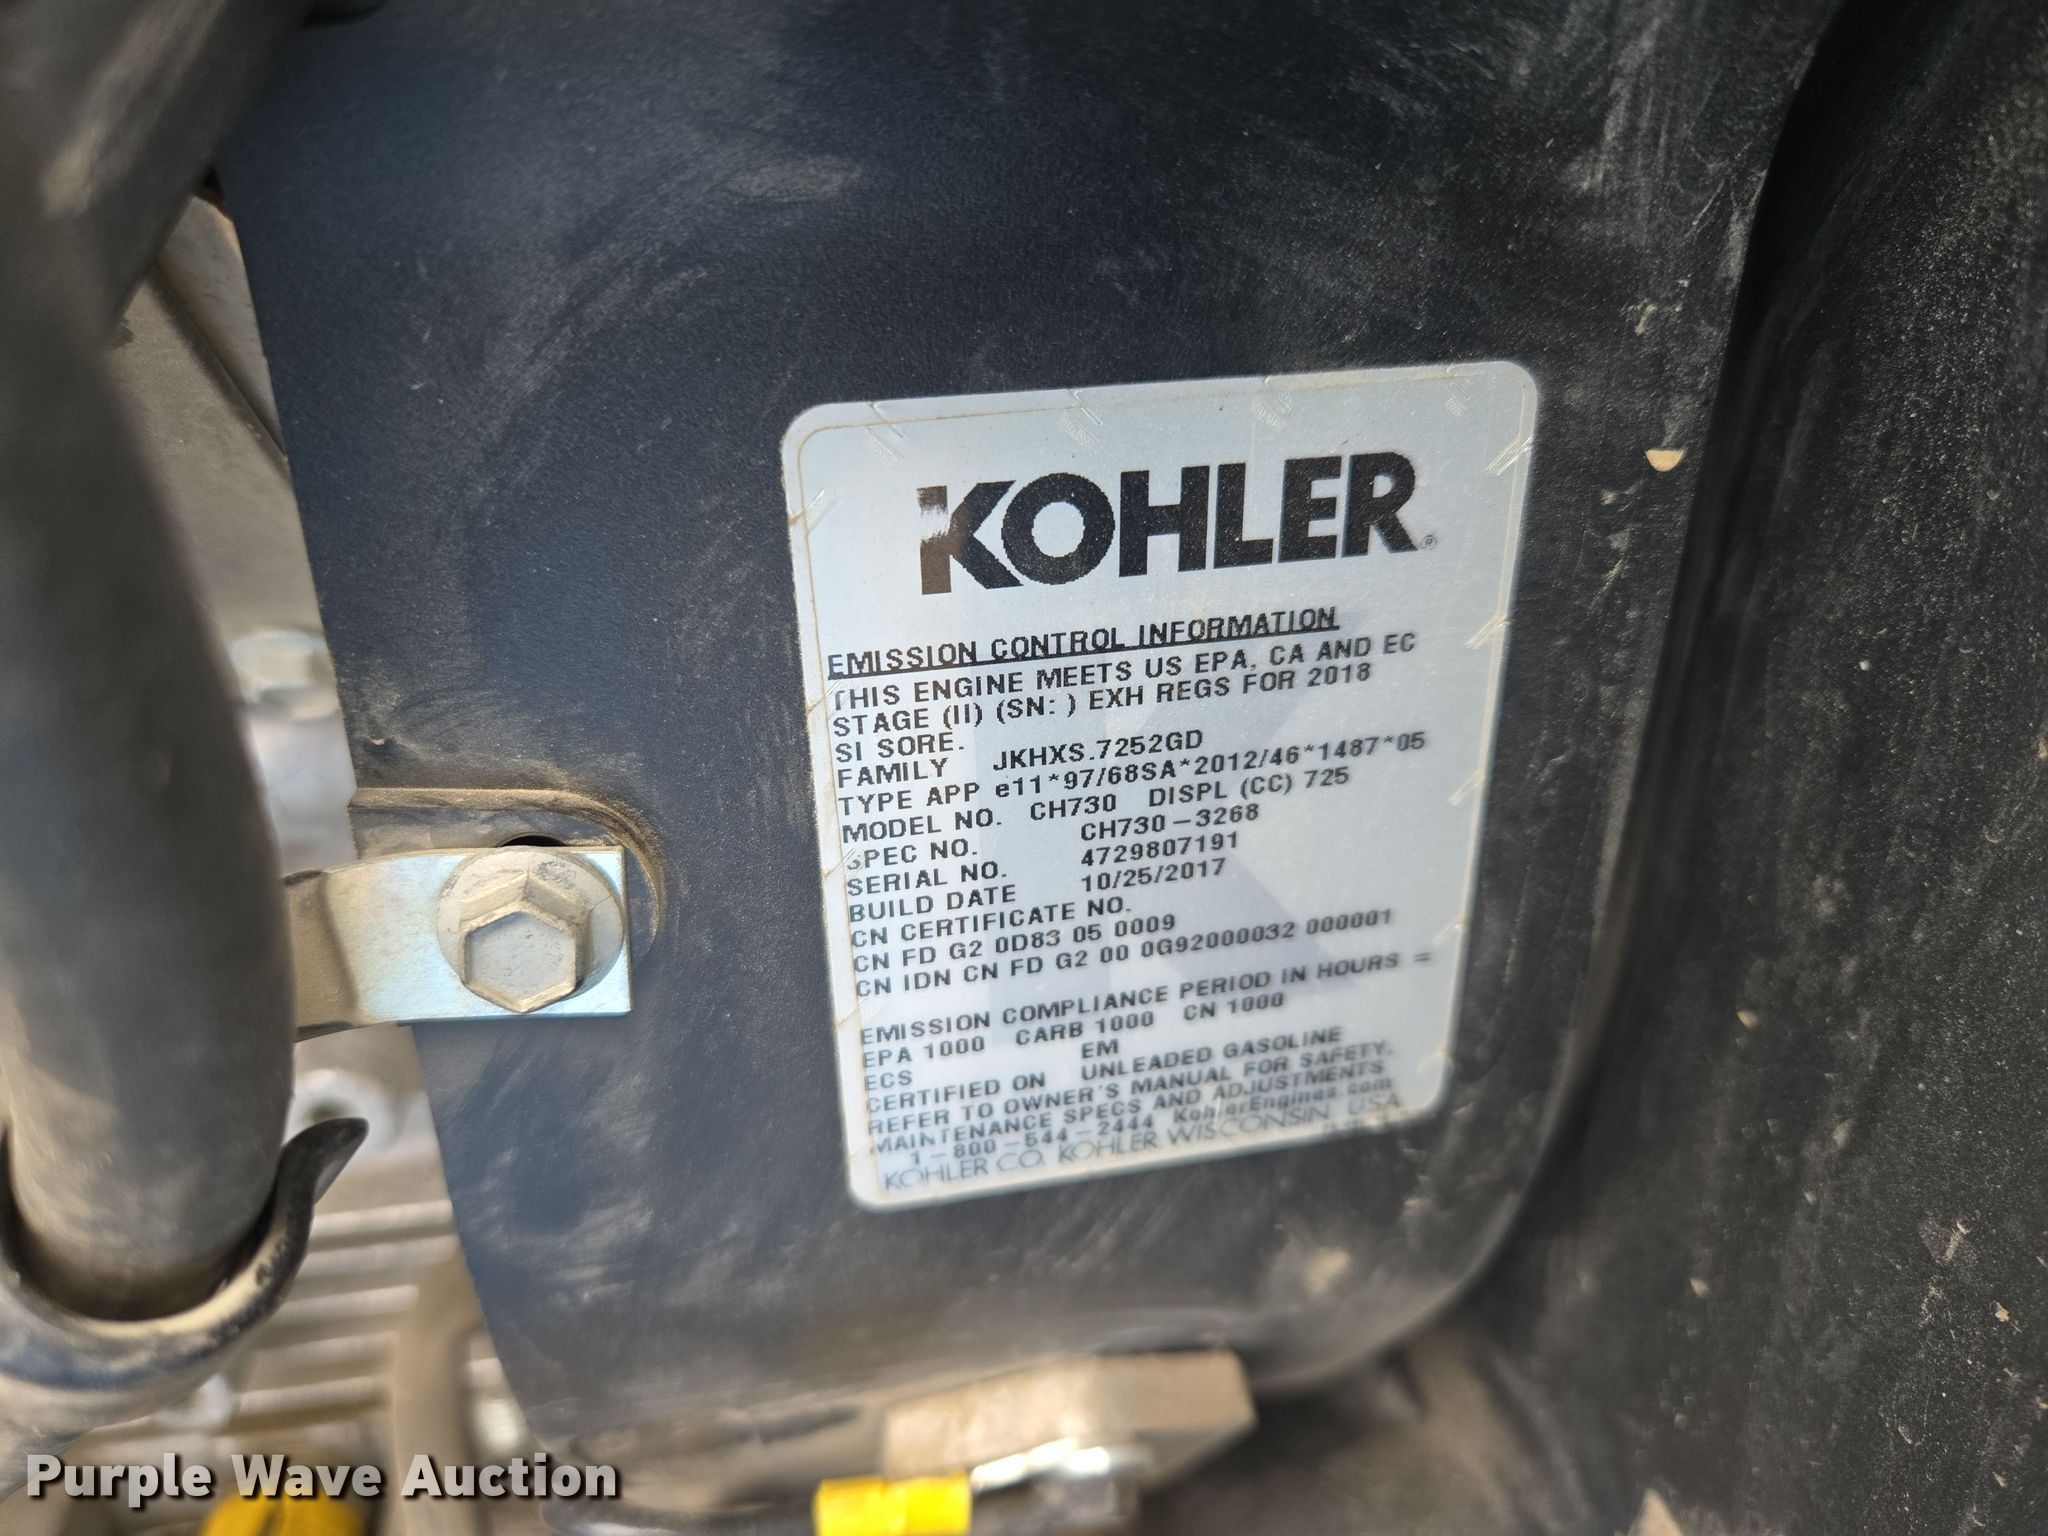 KOHLER®
EMISSION CONTROL INFORMATION
THIS ENGINE MEETS US EPA, CA AND EC
STAGE (II) (SN: ) EXH REGS FOR 2018
SI SORE.
FAMILY JKHXS.7252GD
TYPE APP e11*97/68SA*2012/46*1487*05
MODEL NO. CH730 DISPL (CC) 725
SPEC NO. CH730-3268
SERIAL NO. 4729807191
BUILD DATE 10/25/2017
CN CERTIFICATE NO.
CN FD G2 0D83 05 0009
CN IDN CN FD G2 00 0G92000032 000001
EMISSION COMPLIANCE PERIOD IN HOURS =
EPA 1000 CARB 1000 CN 1000
ECS EM
CERTIFIED ON UNLEADED GASOLINE
REFER TO OWNER'S MANUAL FOR SAFETY,
MAINTENANCE SPECS AND ADJUSTMENTS
1-800-544-2444 KohlerEngines.com
KOHLER CO. KOHLER WISCONSIN USA
Purple Wave Auction